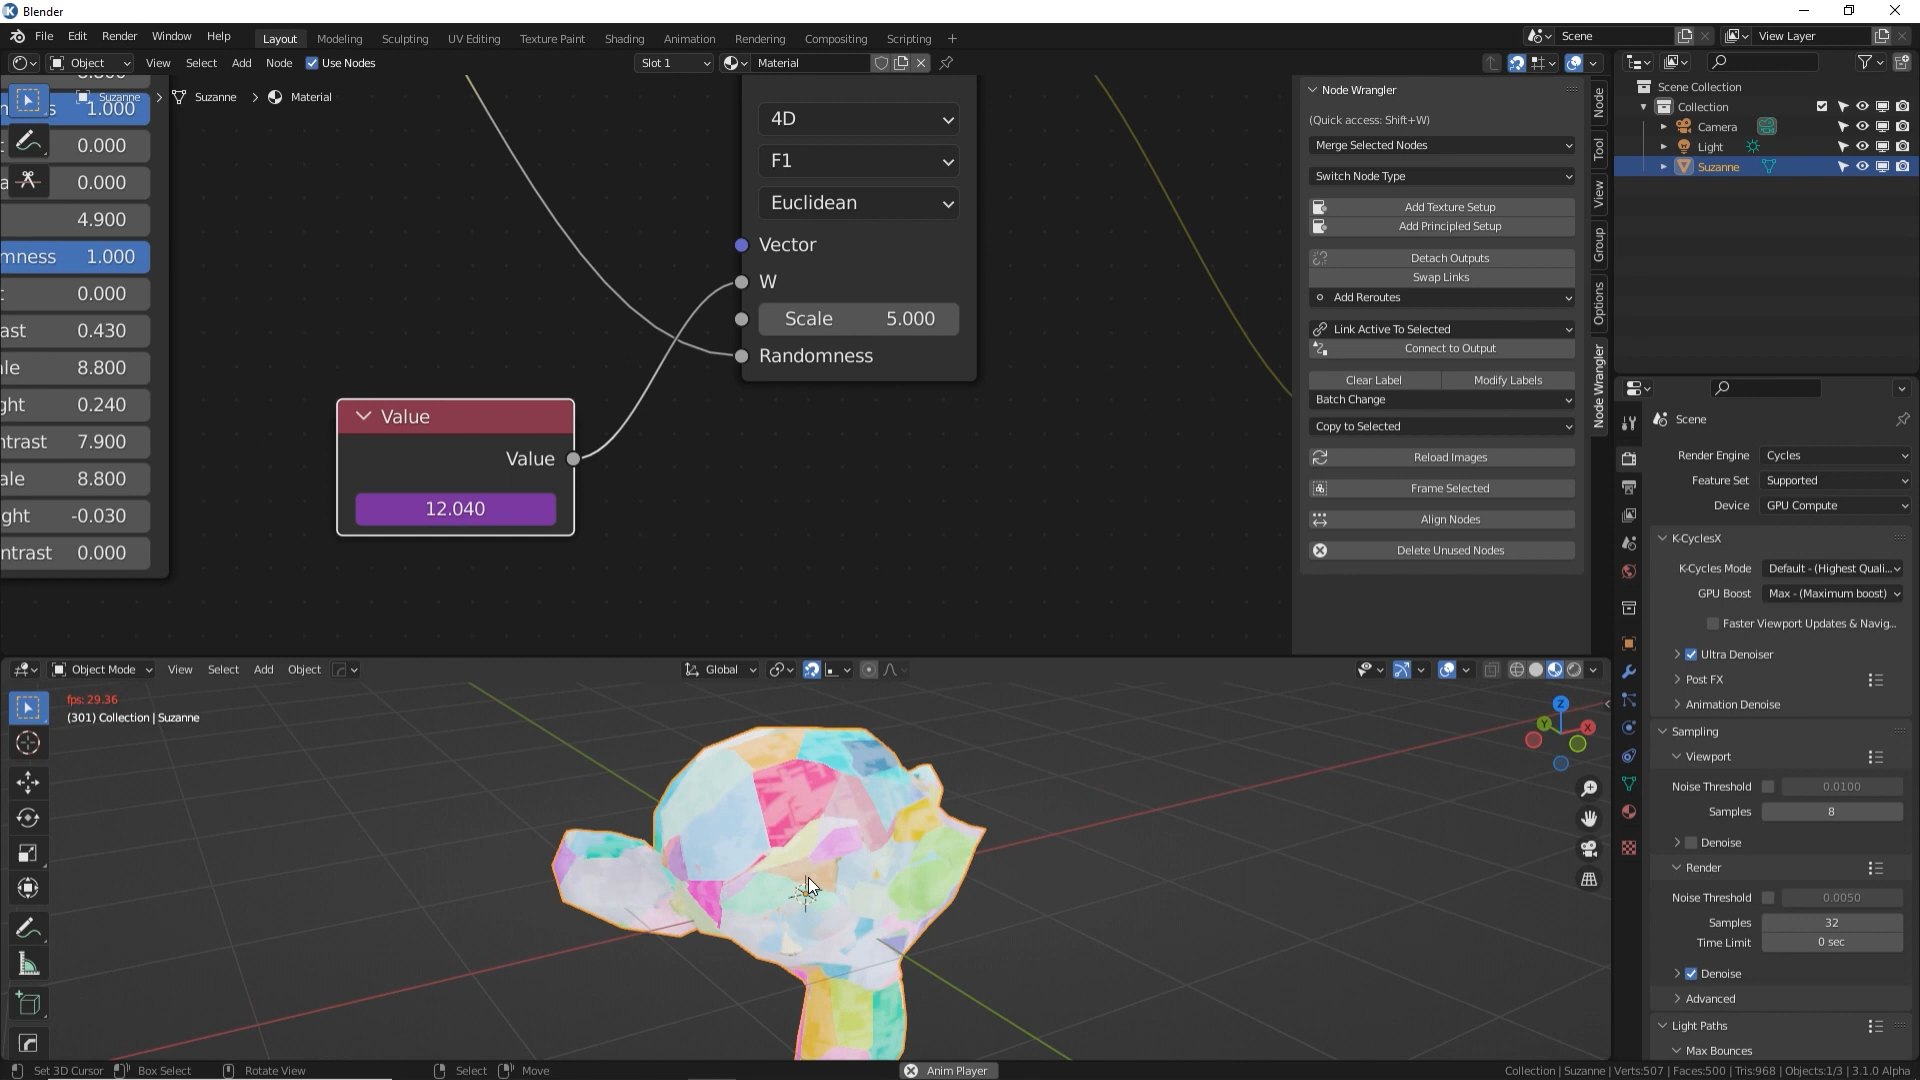 Blender
File Edit Render Window Help Layout Modeling Sculpting UV Editing Texture Paint Shading Animation Rendering Compositing Scripting + Scene View Layer
Object View Select Add Node Use Nodes Slot 1 Material
Suzanne > Suzanne > Material
1.000
0.000
0.000
4.900
mness 1.000
0.000
ast 0.430
le 8.800
ght 0.240
ntrast 7.900
ale 8.800
ght -0.030
ntrast 0.000
4D
F1
Euclidean
Vector
W
Scale 5.000
Randomness
Value
Value
12.040
Node Wrangler
(Quick access: Shift+W)
Merge Selected Nodes
Switch Node Type
Add Texture Setup
Add Principled Setup
Detach Outputs
Swap Links
Add Reroutes
Link Active To Selected
Connect to Output
Clear Label Modify Labels
Batch Change
Copy to Selected
Reload Images
Frame Selected
Align Nodes
Delete Unused Nodes
Node
Tool
View
Group
Options
Node Wrangler
Scene Collection
Collection
Camera
Light
Suzanne
Scene
Render Engine Cycles
Feature Set Supported
Device GPU Compute
K-CyclesX
K-Cycles Mode Default - (Highest Quali...
GPU Boost Max - (Maximum boost)
Faster Viewport Updates & Navig...
Ultra Denoiser
Post FX
Animation Denoise
Sampling
Viewport
Noise Threshold 0.0100
Samples 8
Denoise
Render
Noise Threshold 0.0050
Samples 32
Time Limit 0 sec
Denoise
Advanced
Light Paths
Max Bounces
Object Mode View Select Add Object Global
fps: 29.36
(301) Collection | Suzanne
Z
Y
X
Set 3D Cursor Box Select Rotate View Select Move Anim Player Collection | Suzanne | Verts:507 | Faces:500 | Tris:968 | Objects:1/3 | 3.1.0 Alpha